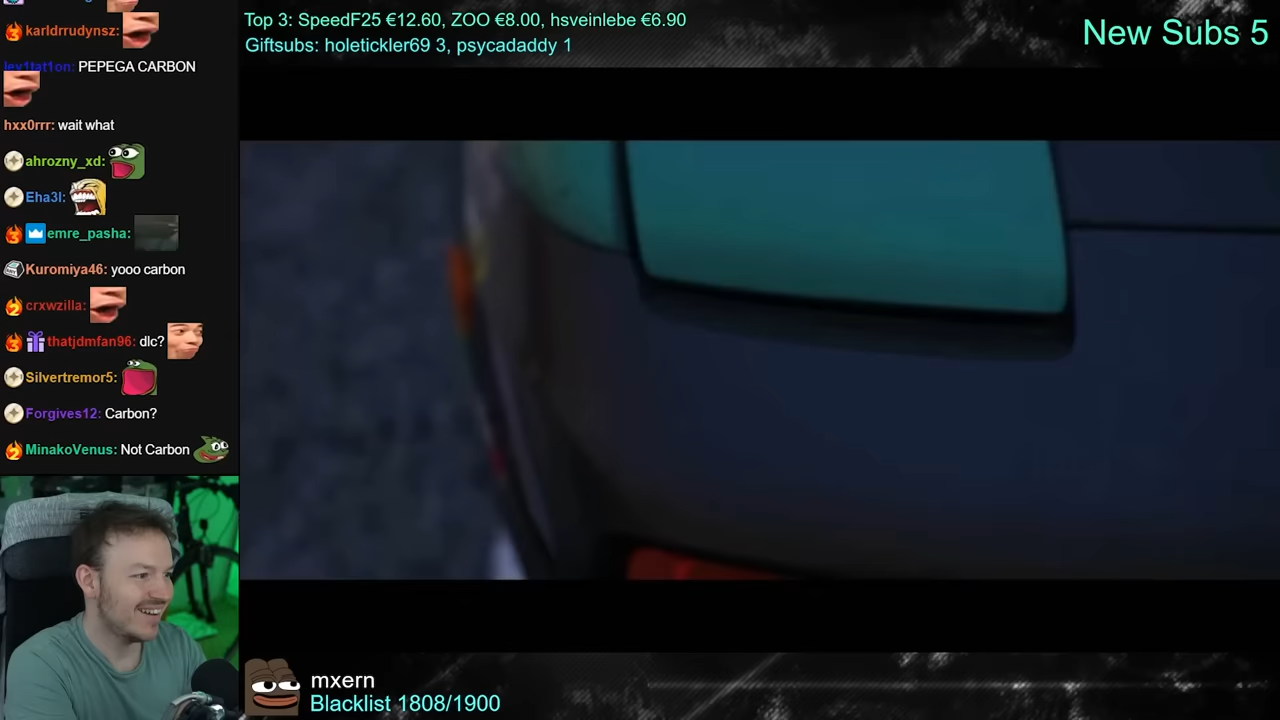 karldrrudynsz:
lev1tat1on: PEPEGA CARBON
hxx0rrr: wait what
ahrozny_xd:
Eha3l:
emre_pasha:
Kuromiya46: yooo carbon
crxwzilla:
thatjdmfan96: dlc?
Silvertremor5:
Forgives12: Carbon?
MinakoVenus: Not Carbon
Top 3: SpeedF25 €12.60, ZOO €8.00, hsveinlebe €6.90
Giftsubs: holetickler69 3, psycadaddy 1
New Subs 5
mxern
Blacklist 1808/1900